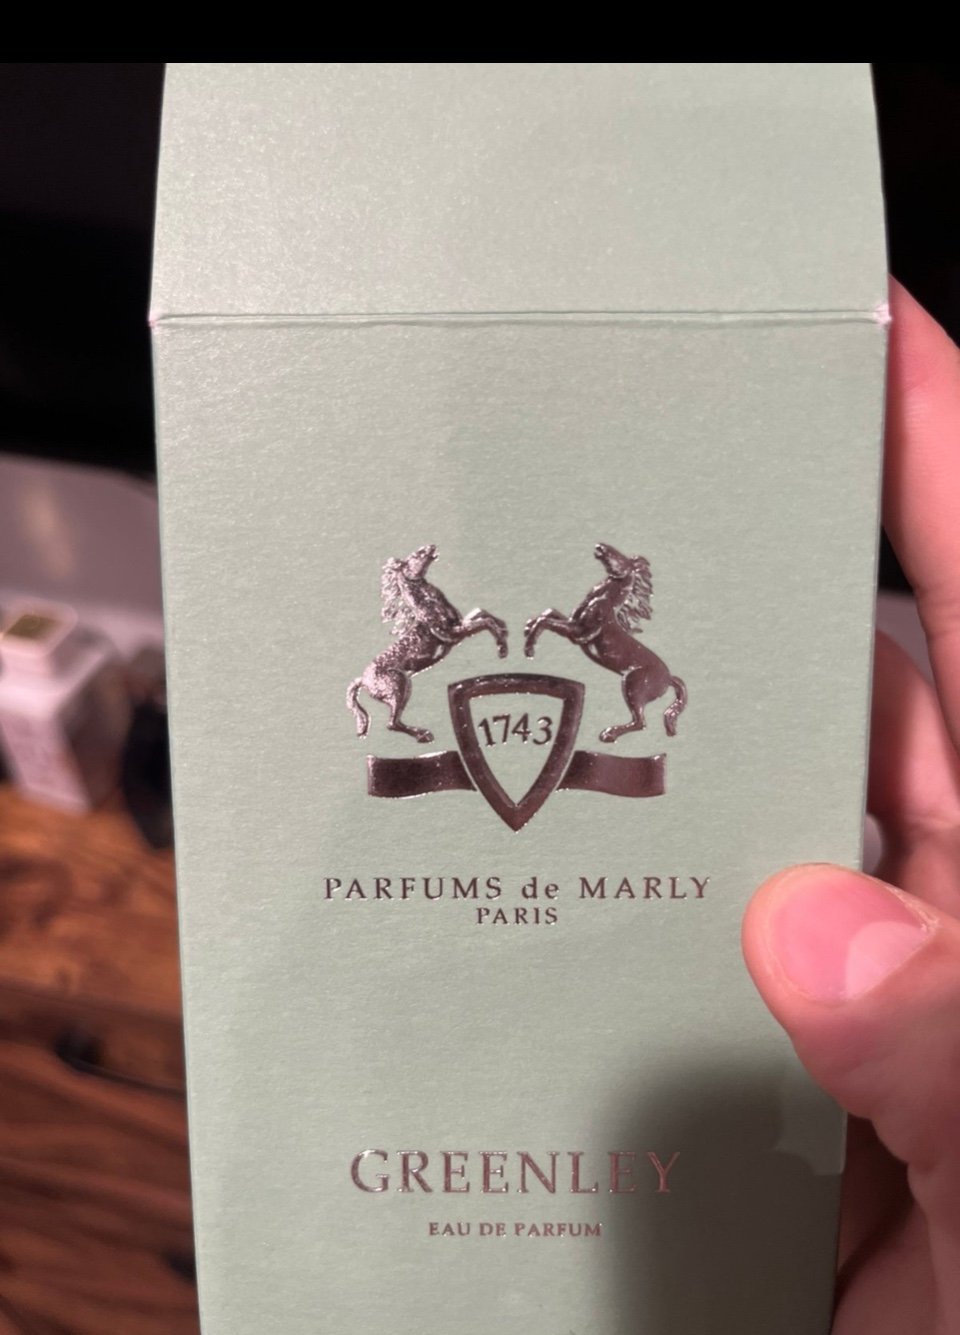 1743
PARFUMS de MARLY
PARIS
GREENLEY
EAU DE PARFUM